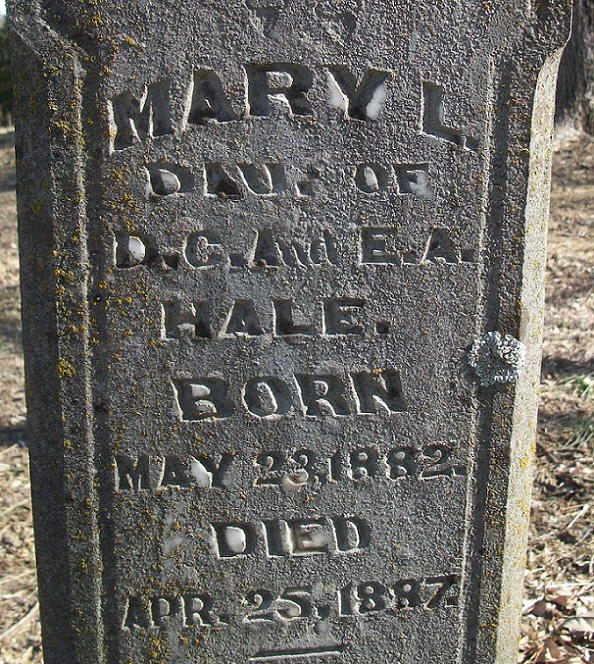 MARY L.
DAU. OF
D.C. And E.A.
HALE.
BORN
MAY 23, 1882.
DIED
APR. 25, 1887.